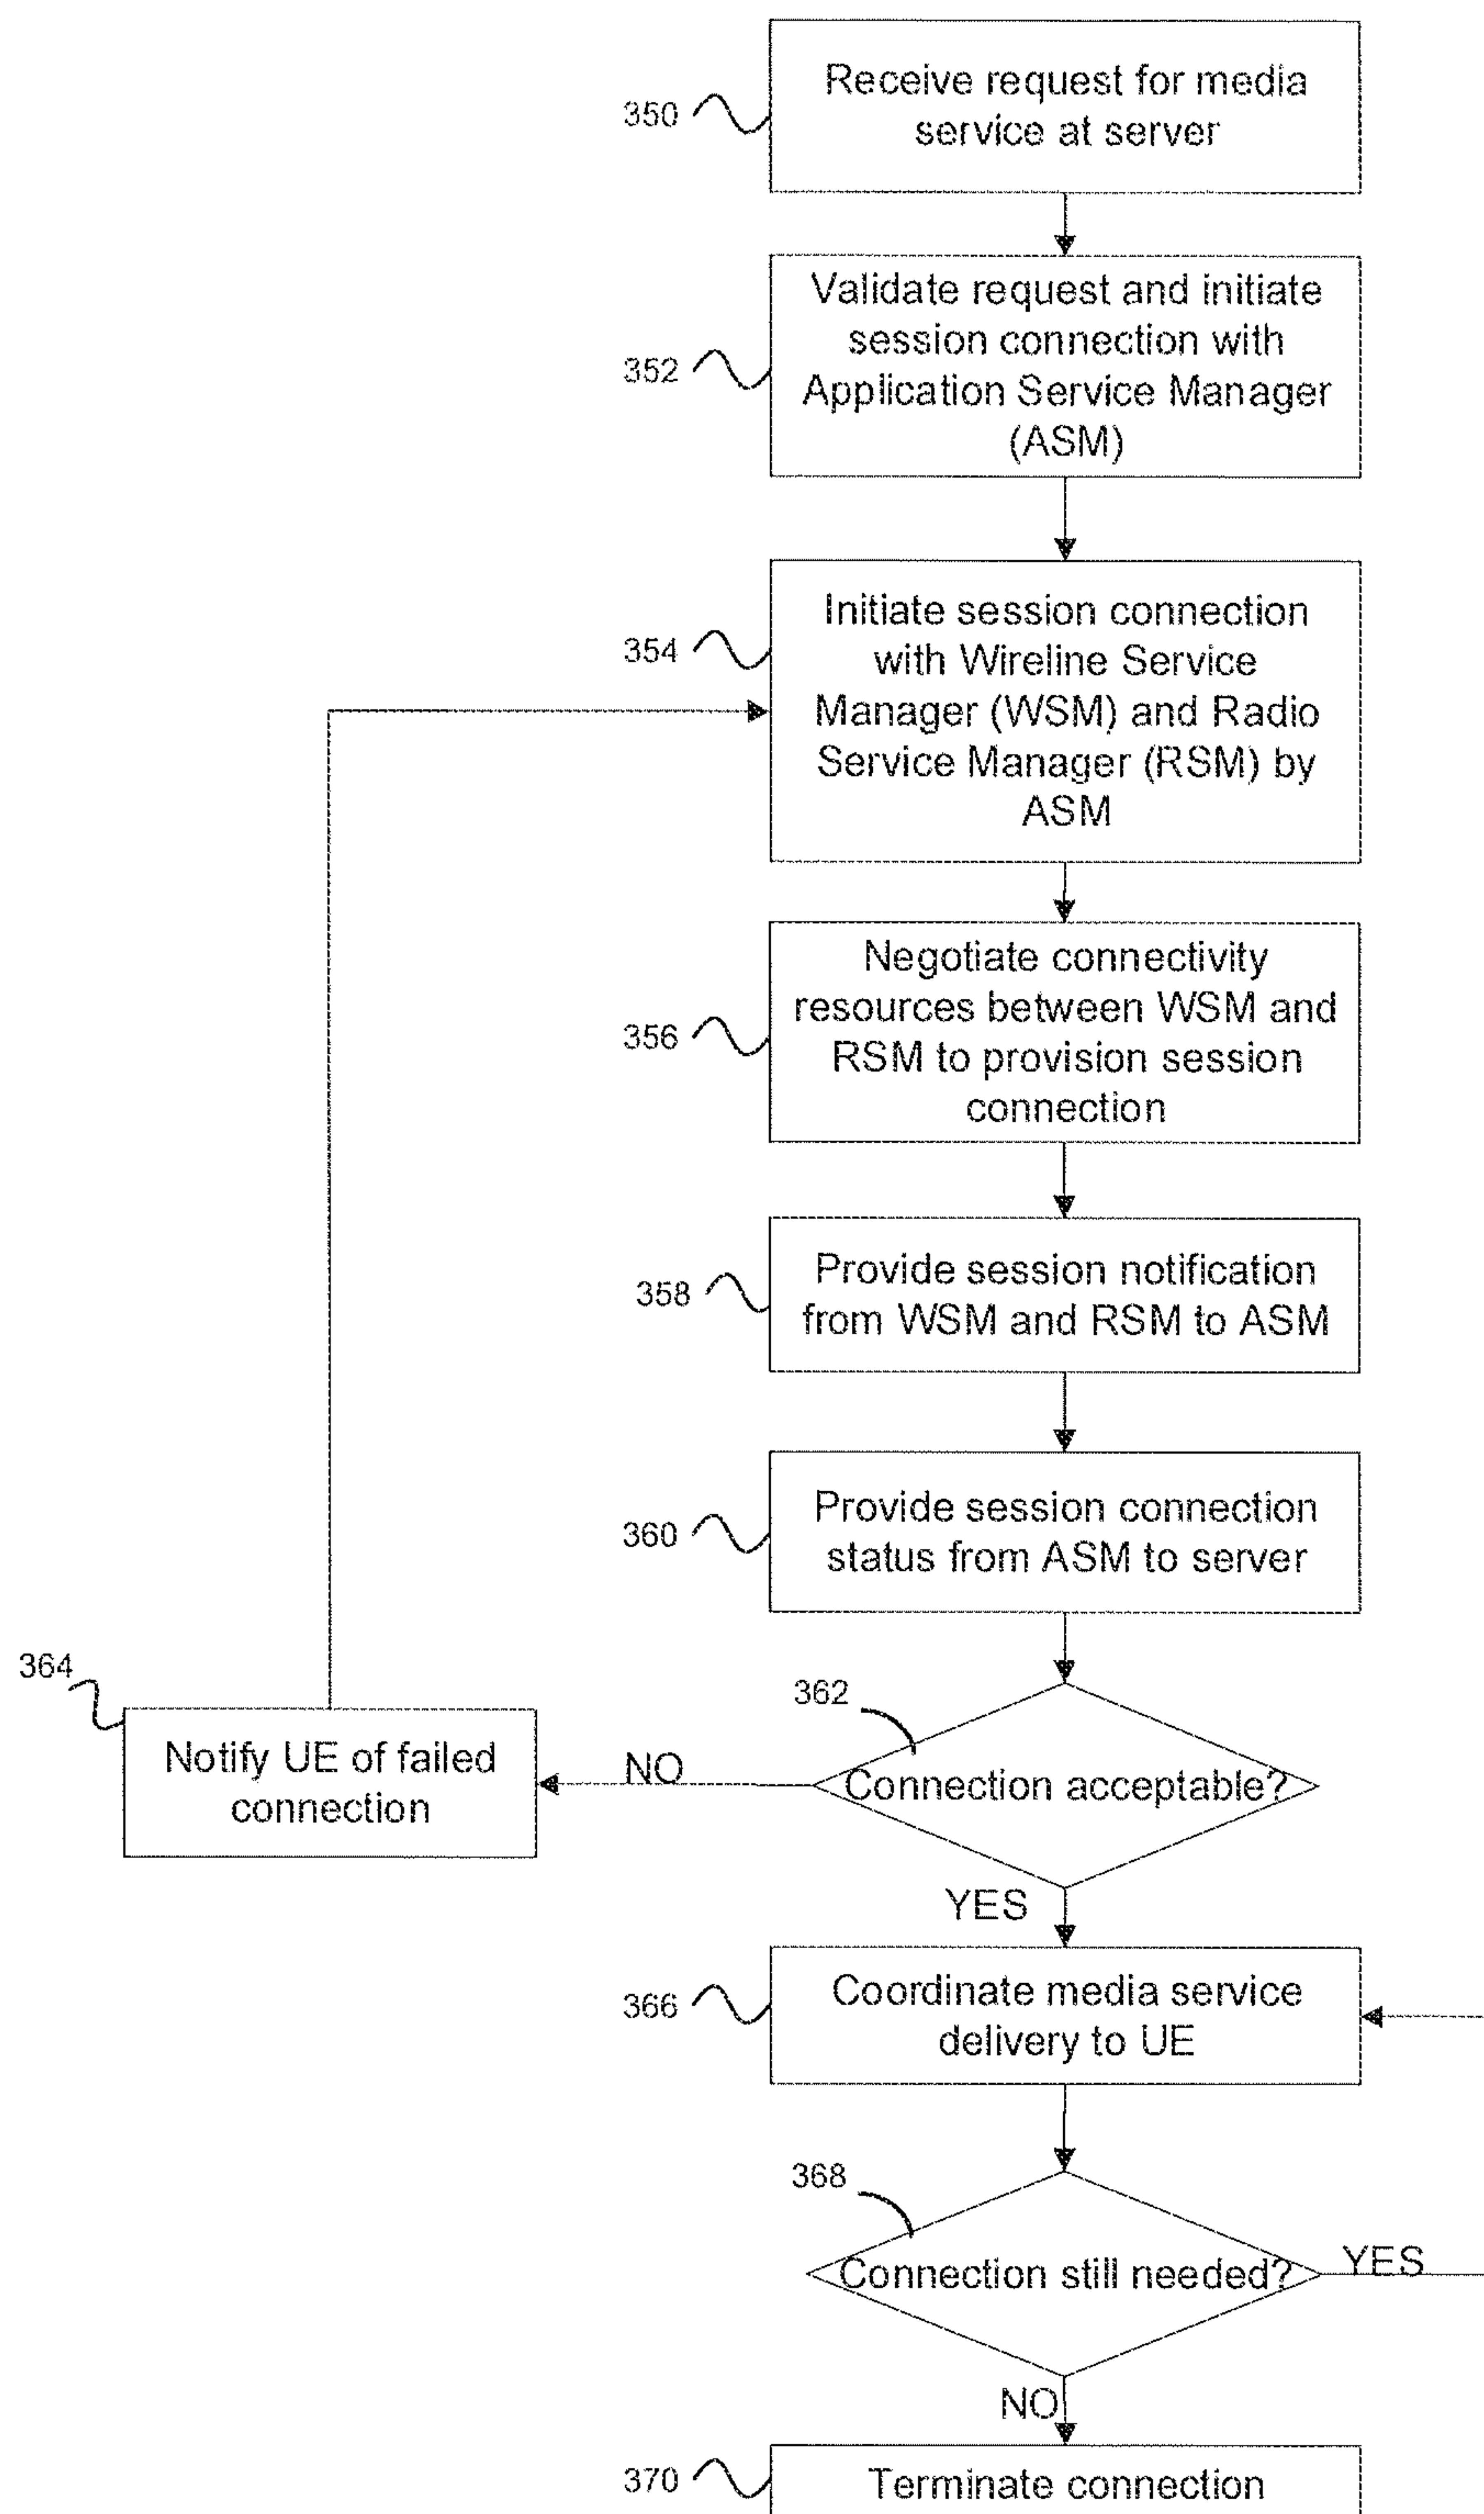 350
Receive request for media
service at server
352
Validate request and initiate
session connection with
Application Service Manager
(ASM)
354
Initiate session connection
with Wireline Service
Manager (WSM) and Radio
Service Manager (RSM) by
ASM
356
Negotiate connectivity
resources between WSM and
RSM to provision session
connection
358
Provide session notification
from WSM and RSM to ASM
360
Provide session connection
status from ASM to server
362
Connection acceptable?
NO
364
Notify UE of failed
connection
YES
366
Coordinate media service
delivery to UE
368
Connection still needed?
YES
NO
370
Terminate connection